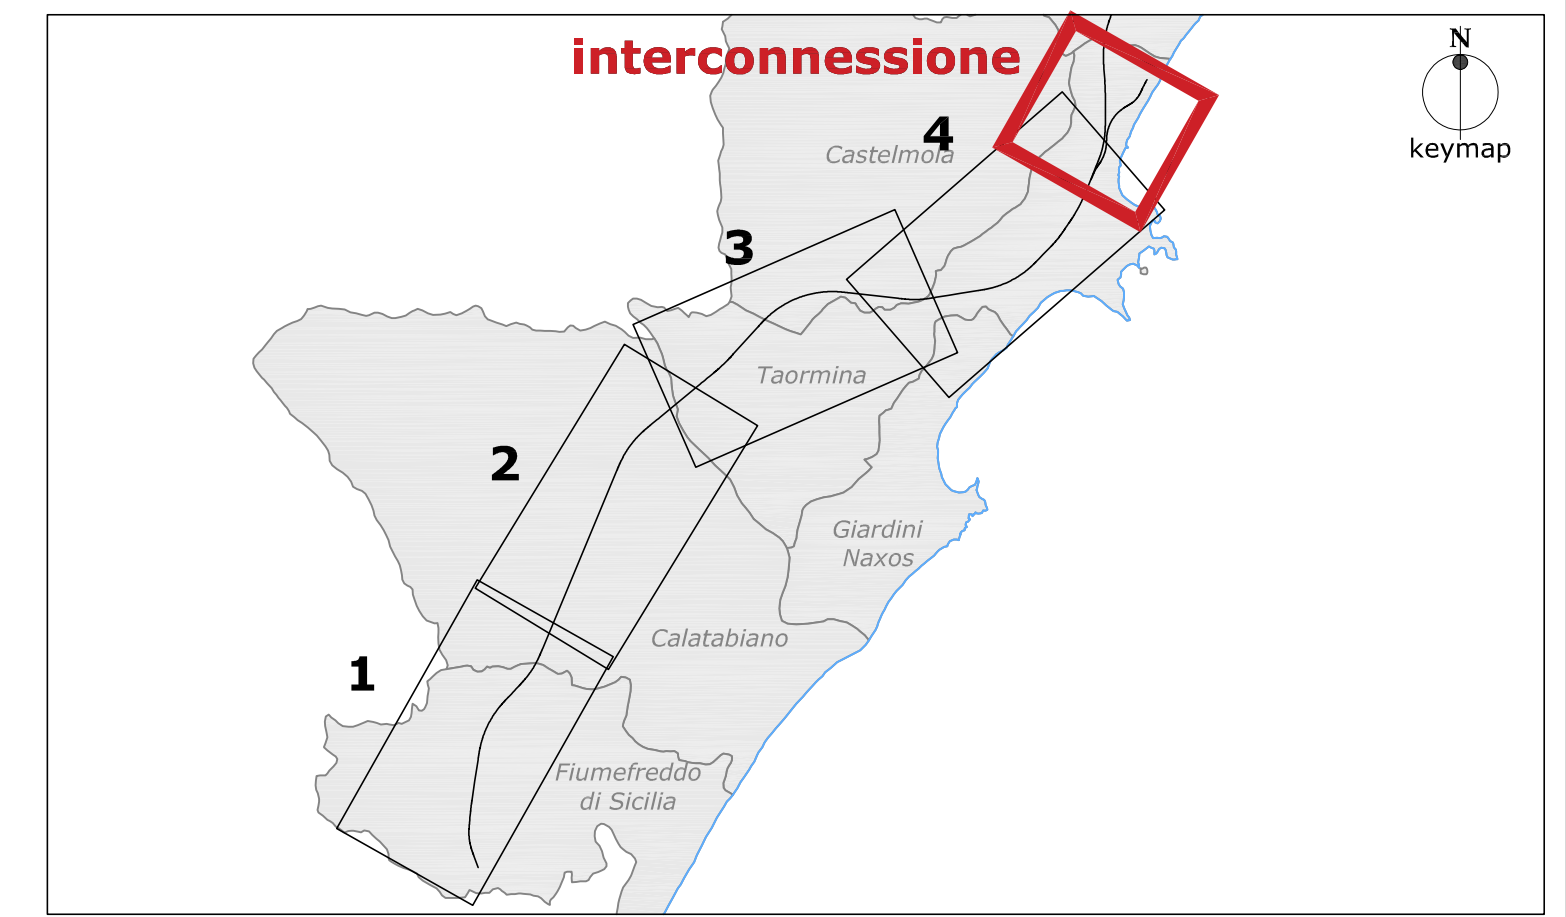 interconnessione
N
keymap
4
Castelmola
3
Taormina
2
Giardini
Naxos
Calatabiano
1
Fiumefreddo
di Sicilia